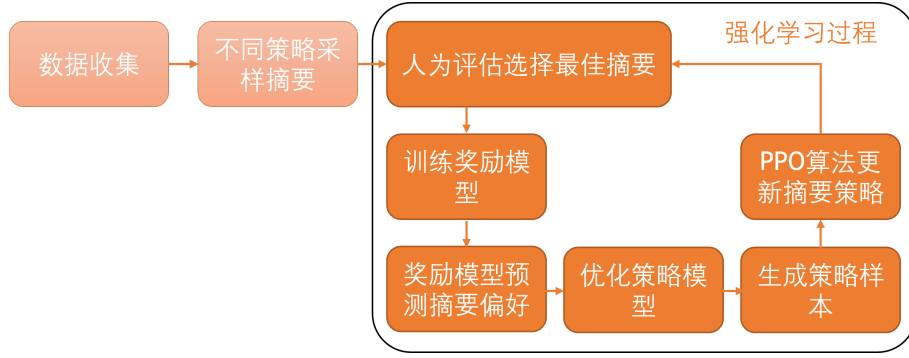 数据收集
不同策略采
样摘要
人为评估选择最佳摘要
强化学习过程
训练奖励模
型
奖励模型预
测摘要偏好
优化策略模
型
生成策略样
本
PPO算法更
新摘要策略